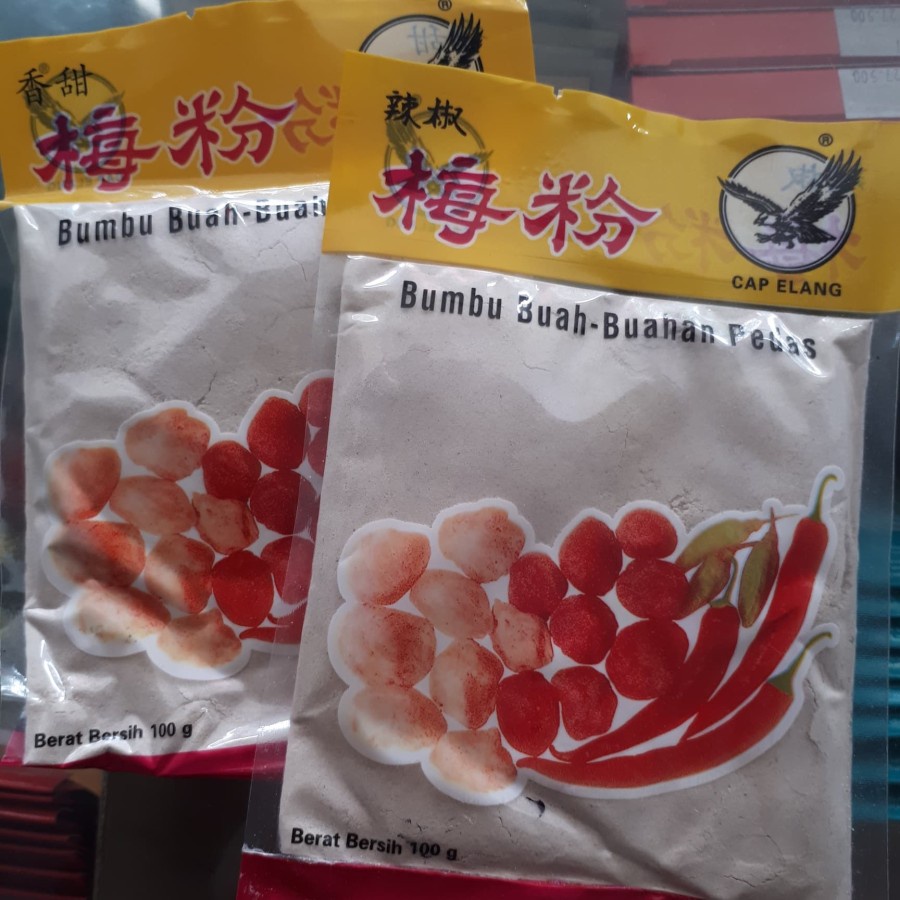 香甜
梅粉
Bumbu Buah-Buah
Berat Bersih 100 g
®
辣椒
梅粉
®
CAP ELANG
Bumbu Buah-Buahan Pedas
Berat Bersih 100 g